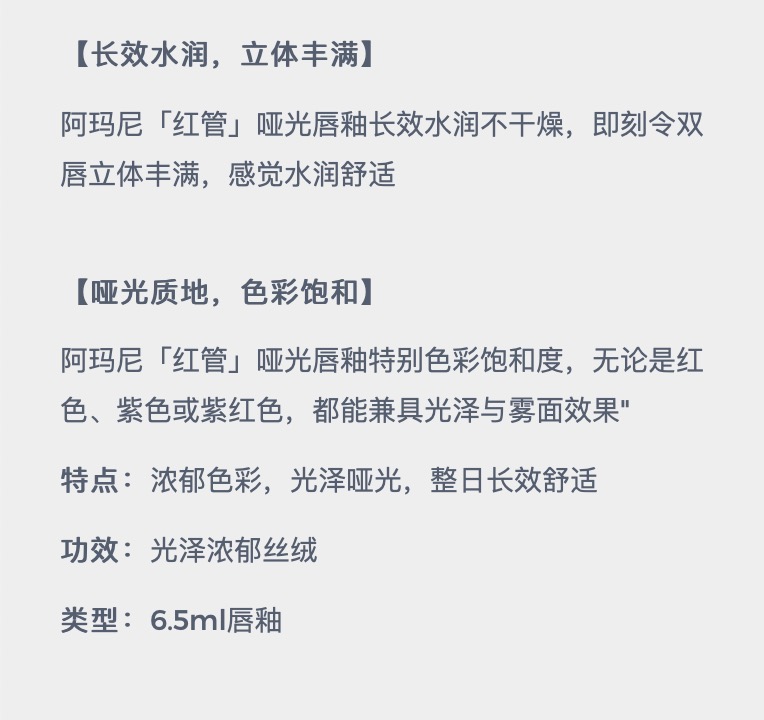 【长效水润，立体丰满】
阿玛尼「红管」哑光唇釉长效水润不干燥，即刻令双
唇立体丰满，感觉水润舒适
【哑光质地，色彩饱和】
阿玛尼「红管」哑光唇釉特别色彩饱和度，无论是红
色、紫色或紫红色，都能兼具光泽与雾面效果"
特点：浓郁色彩，光泽哑光，整日长效舒适
功效：光泽浓郁丝绒
类型：6.5ml唇釉